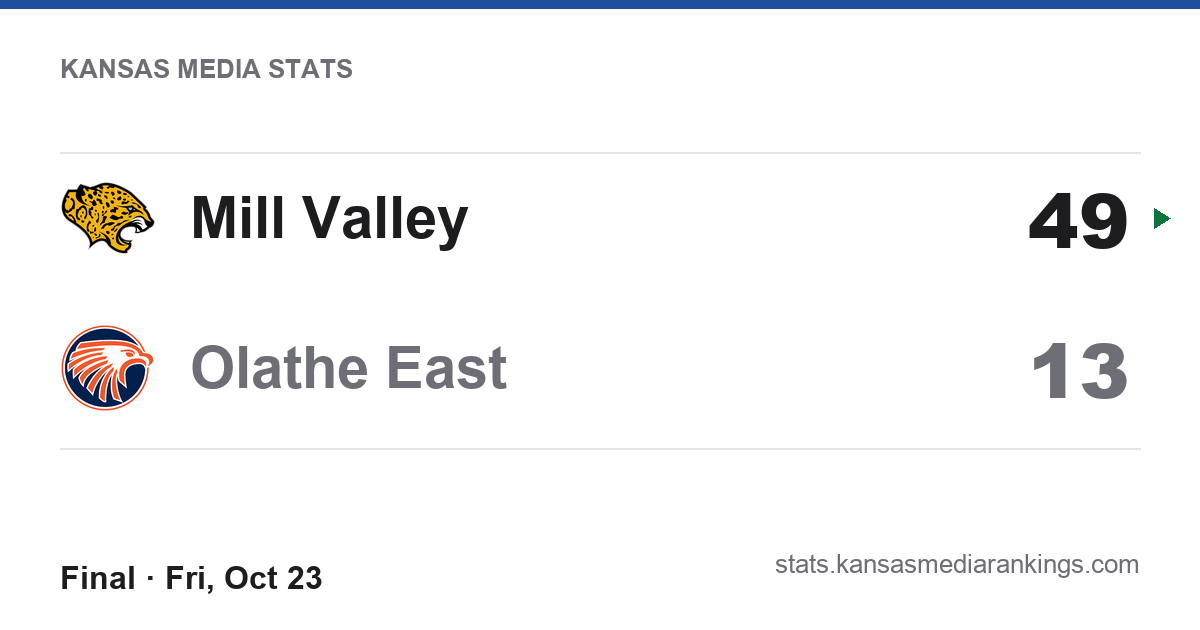 KANSAS MEDIA STATS
Mill Valley 49
Olathe East 13
Final · Fri, Oct 23
stats.kansasmediarankings.com